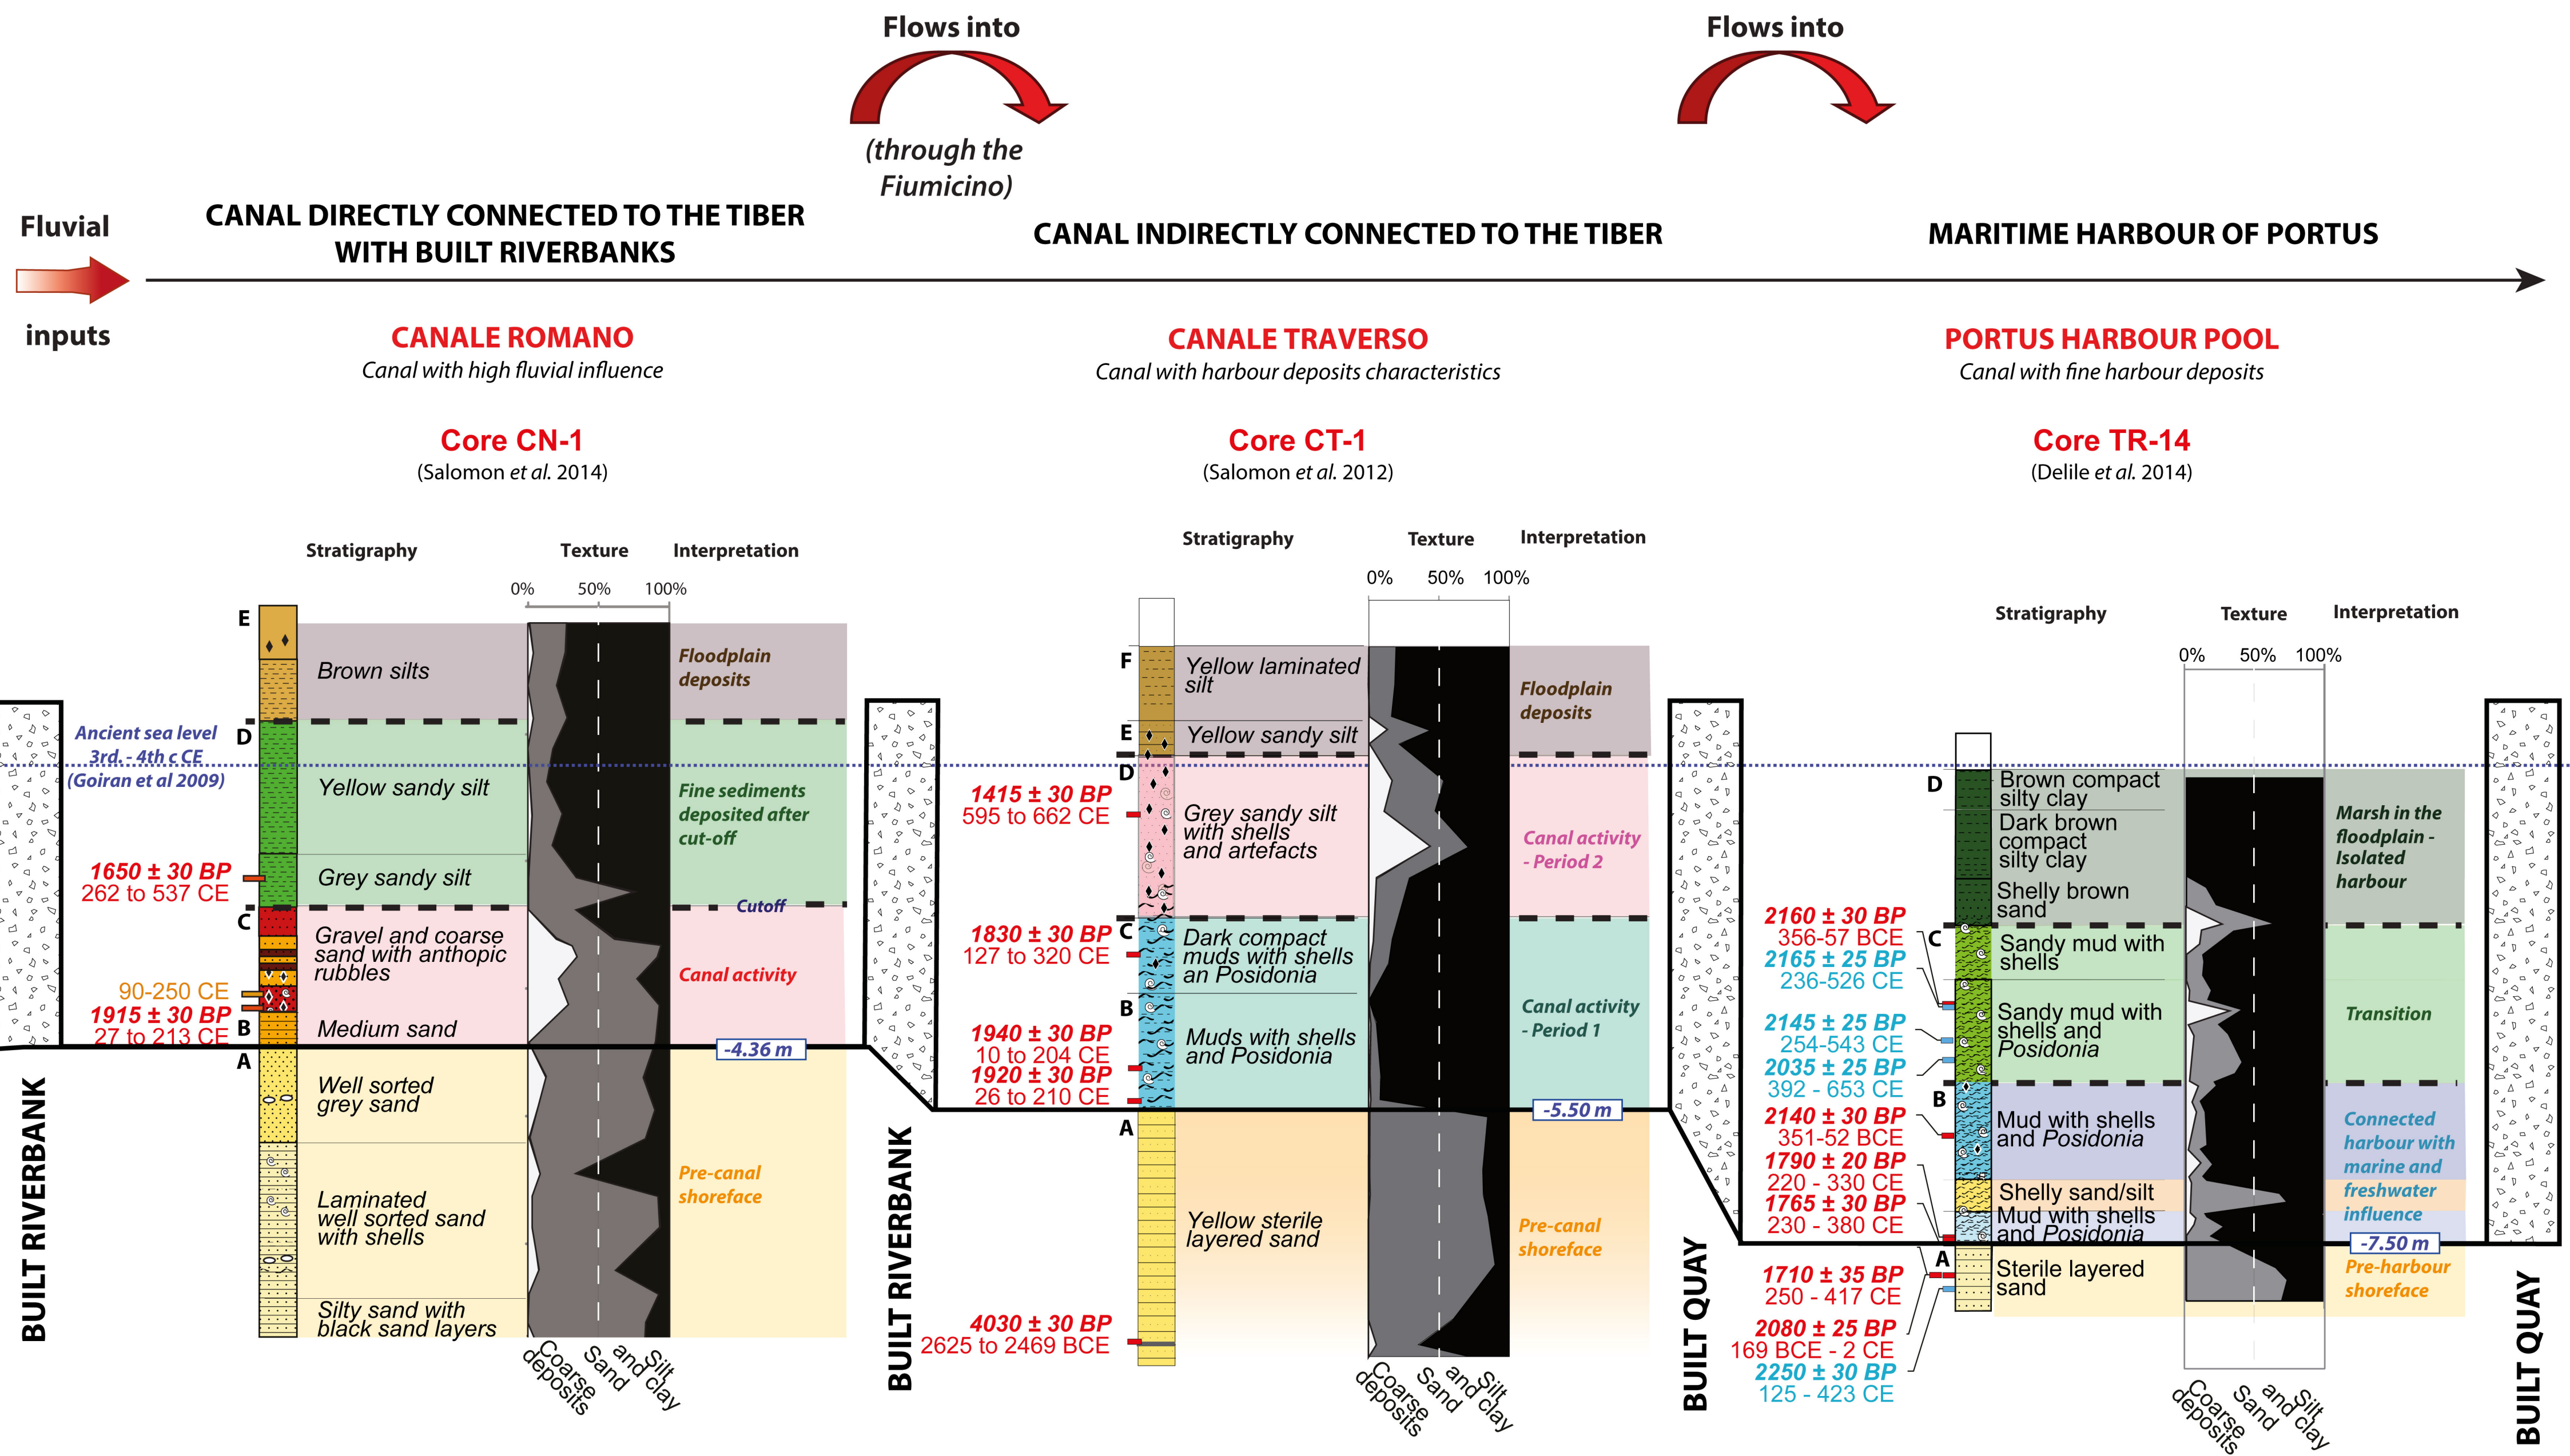 Flows into
Flows into
(through the
Fiumicino)
Fluvial
inputs
CANAL DIRECTLY CONNECTED TO THE TIBER
WITH BUILT RIVERBANKS
CANAL INDIRECTLY CONNECTED TO THE TIBER
MARITIME HARBOUR OF PORTUS
CANALE ROMANO
Canal with high fluvial influence
Core CN-1
(Salomon et al. 2014)
CANALE TRAVERSO
Canal with harbour deposits characteristics
Core CT-1
(Salomon et al. 2012)
PORTUS HARBOUR POOL
Canal with fine harbour deposits
Core TR-14
(Delile et al. 2014)
Stratigraphy
Texture
Interpretation
0% 50% 100%
E
Brown silts
Floodplain
deposits
Ancient sea level
3rd. - 4th c CE
(Goiran et al 2009)
D
Yellow sandy silt
Fine sediments
deposited after
cut-off
1650 ± 30 BP
262 to 537 CE
Grey sandy silt
Cutoff
C
Gravel and coarse
sand with anthopic
rubbles
Canal activity
90-250 CE
1915 ± 30 BP
27 to 213 CE
B
Medium sand
-4.36 m
A
Well sorted
grey sand
Laminated
well sorted sand
with shells
Pre-canal
shoreface
Silty sand with
black sand layers
Coarse
deposits
Sand
Silt
and clay
BUILT RIVERBANK
BUILT RIVERBANK
Stratigraphy
Texture
Interpretation
0% 50% 100%
F
Yellow laminated
silt
Floodplain
deposits
E
Yellow sandy silt
D
1415 ± 30 BP
595 to 662 CE
Grey sandy silt
with shells
and artefacts
Canal activity
- Period 2
C
1830 ± 30 BP
127 to 320 CE
Dark compact
muds with shells
an Posidonia
B
Canal activity
- Period 1
1940 ± 30 BP
10 to 204 CE
1920 ± 30 BP
26 to 210 CE
Muds with shells
and Posidonia
-5.50 m
A
Yellow sterile
layered sand
Pre-canal
shoreface
4030 ± 30 BP
2625 to 2469 BCE
Coarse
deposits
Sand
Silt
and clay
BUILT QUAY
BUILT QUAY
Stratigraphy
Texture
Interpretation
0% 50% 100%
D
Brown compact
silty clay
Dark brown
compact
silty clay
Shelly brown
sand
Marsh in the
floodplain -
Isolated
harbour
2160 ± 30 BP
356-57 BCE
2165 ± 25 BP
236-526 CE
C
Sandy mud with
shells
Sandy mud with
shells and
Posidonia
Transition
2145 ± 25 BP
254-543 CE
2035 ± 25 BP
392 - 653 CE
B
2140 ± 30 BP
351-52 BCE
Mud with shells
and Posidonia
1790 ± 20 BP
220 - 330 CE
1765 ± 30 BP
230 - 380 CE
Shelly sand/silt
Mud with shells
and Posidonia
Connected
harbour with
marine and
freshwater
influence
-7.50 m
A
Sterile layered
sand
Pre-harbour
shoreface
1710 ± 35 BP
250 - 417 CE
2080 ± 25 BP
169 BCE - 2 CE
2250 ± 30 BP
125 - 423 CE
Coarse
deposits
Sand
Silt
and clay